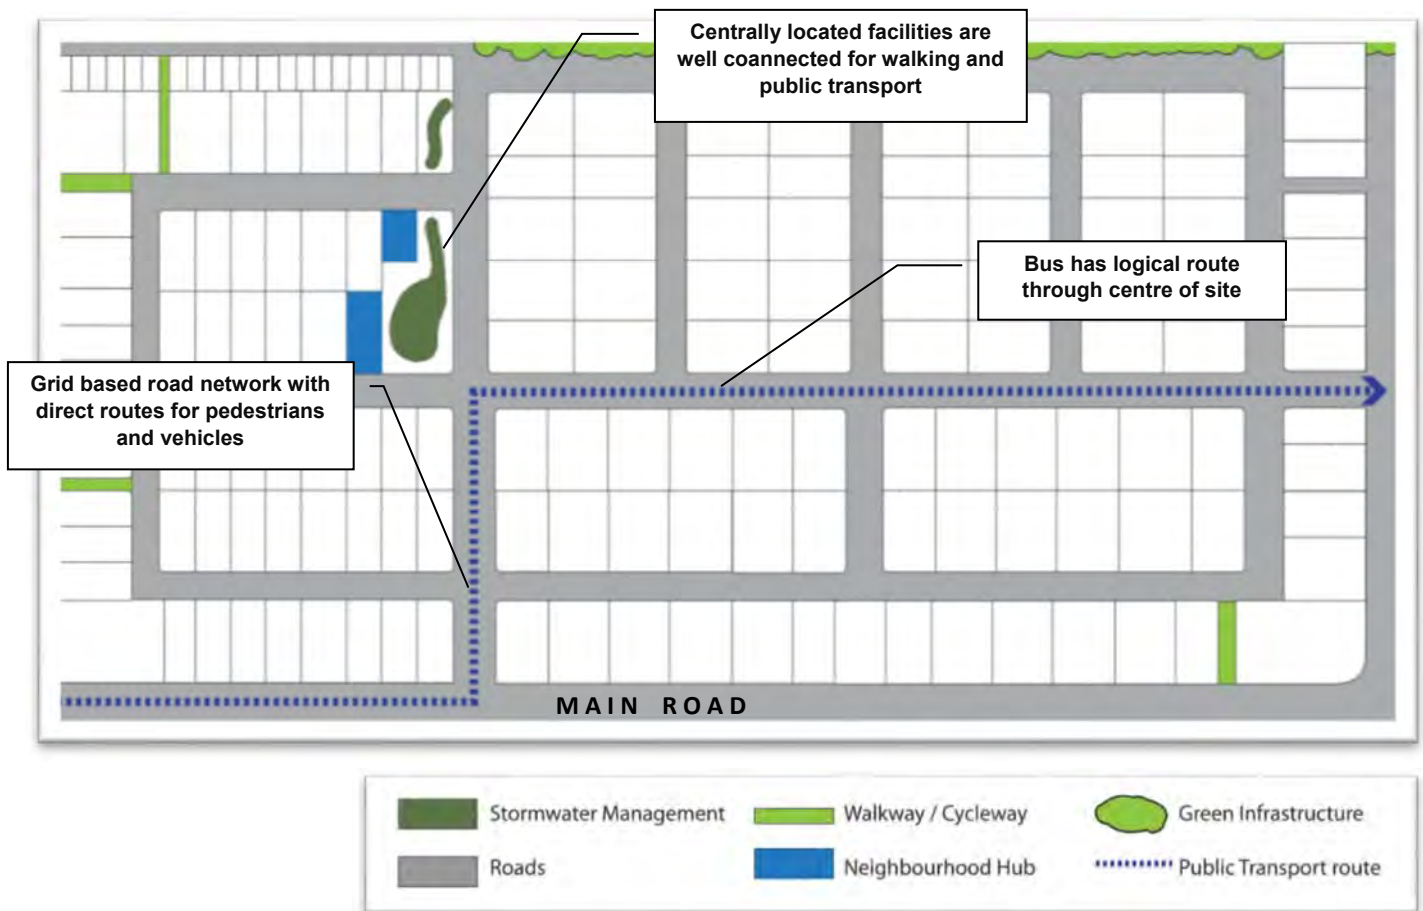 Centrally located facilities are
well coannected for walking and
public transport
Bus has logical route
through centre of site
Grid based road network with
direct routes for pedestrians
and vehicles
MAIN ROAD
Stormwater Management
Walkway / Cycleway
Green Infrastructure
Roads
Neighbourhood Hub
Public Transport route